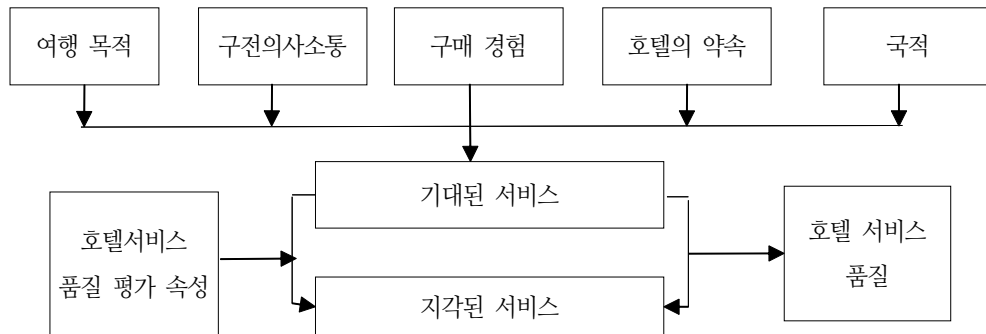 여행 목적
구전의사소통
구매 경험
호텔의 약속
국적
기대된 서비스
호텔서비스
품질 평가 속성
호텔 서비스
품질
지각된 서비스